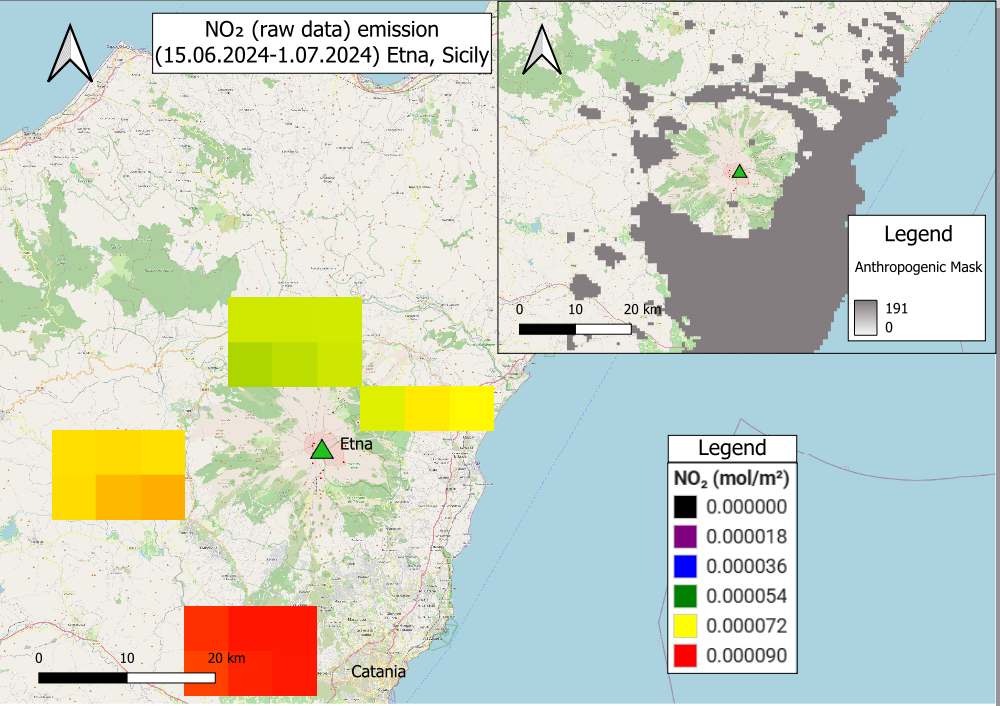 NO₂ (raw data) emission
(15.06.2024-1.07.2024) Etna, Sicily
Legend
Anthropogenic Mask
191
0
0 10 20 km
Etna
Legend
NO₂ (mol/m²)
0.000000
0.000018
0.000036
0.000054
0.000072
0.000090
0 10 20 km
Catania